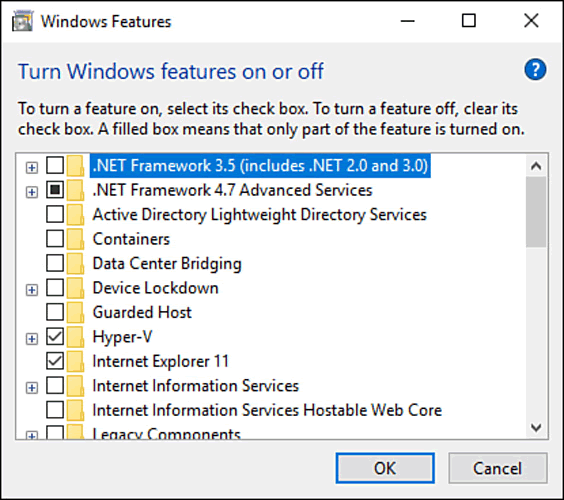 Windows Features
Turn Windows features on or off
?
To turn a feature on, select its check box. To turn a feature off, clear its
check box. A filled box means that only part of the feature is turned on.
.NET Framework 3.5 (includes .NET 2.0 and 3.0)
.NET Framework 4.7 Advanced Services
Active Directory Lightweight Directory Services
Containers
Data Center Bridging
Device Lockdown
Guarded Host
Hyper-V
Internet Explorer 11
Internet Information Services
Internet Information Services Hostable Web Core
Legacy Components
OK
Cancel